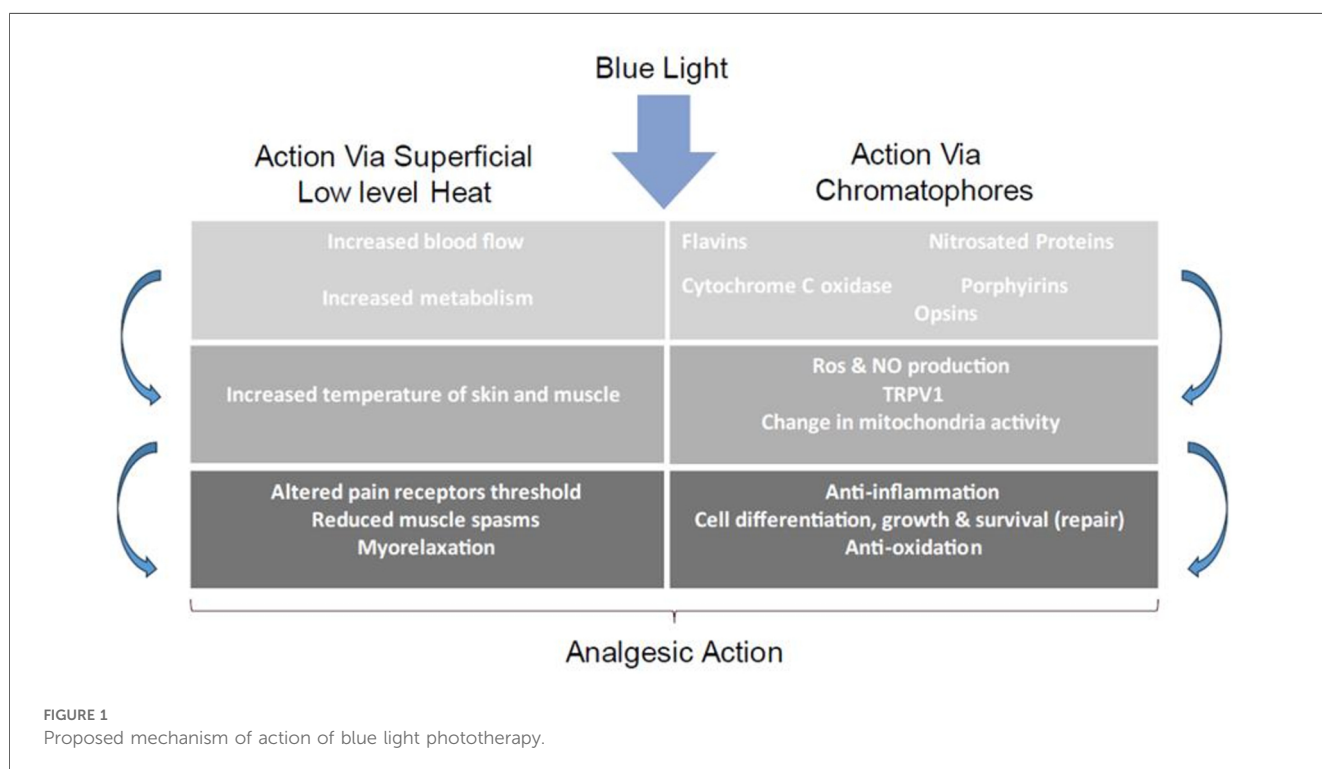 Blue Light
Action Via Superficial
Low level Heat
Action Via
Chromatophores
Increased blood flow
Increased metabolism
Flavins
Nitrosated Proteins
Cytochrome C oxidase
Porphyirins
Opsins
Increased temperature of skin and muscle
Ros & NO production
TRPV1
Change in mitochondria activity
Altered pain receptors threshold
Reduced muscle spasms
Myorelaxation
Anti-inflammation
Cell differentiation, growth & survival (repair)
Anti-oxidation
Analgesic Action
FIGURE 1
Proposed mechanism of action of blue light phototherapy.